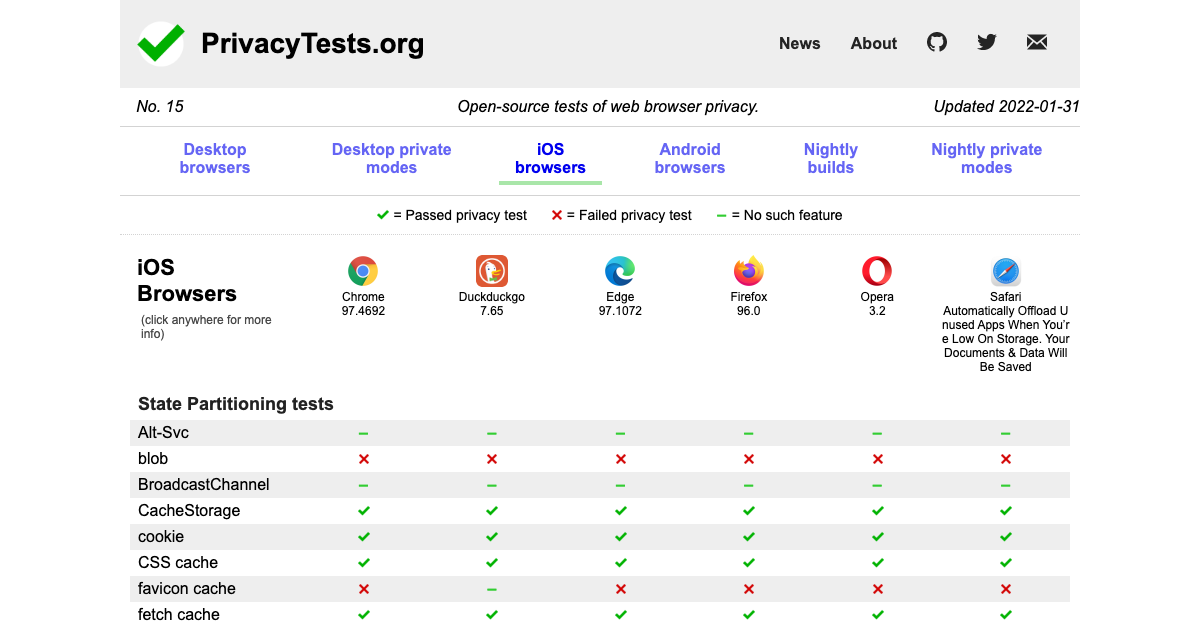 PrivacyTests.org
News About
No. 15 Open-source tests of web browser privacy. Updated 2022-01-31
Desktop browsers Desktop private modes iOS browsers Android browsers Nightly builds Nightly private modes
✔ = Passed privacy test ✖ = Failed privacy test – = No such feature
iOS
Browsers
(click anywhere for more
info)
Chrome
97.4692
Duckduckgo
7.65
Edge
97.1072
Firefox
96.0
Opera
3.2
Safari
Automatically Offload U
nused Apps When You'r
e Low On Storage. Your
Documents & Data Will
Be Saved
State Partitioning tests
Alt-Svc – – – – – –
blob ✖ ✖ ✖ ✖ ✖ ✖
BroadcastChannel – – – – – –
CacheStorage ✔ ✔ ✔ ✔ ✔ ✔
cookie ✔ ✔ ✔ ✔ ✔ ✔
CSS cache ✔ ✔ ✔ ✔ ✔ ✔
favicon cache ✖ – ✖ ✖ ✖ ✖
fetch cache ✔ ✔ ✔ ✔ ✔ ✔